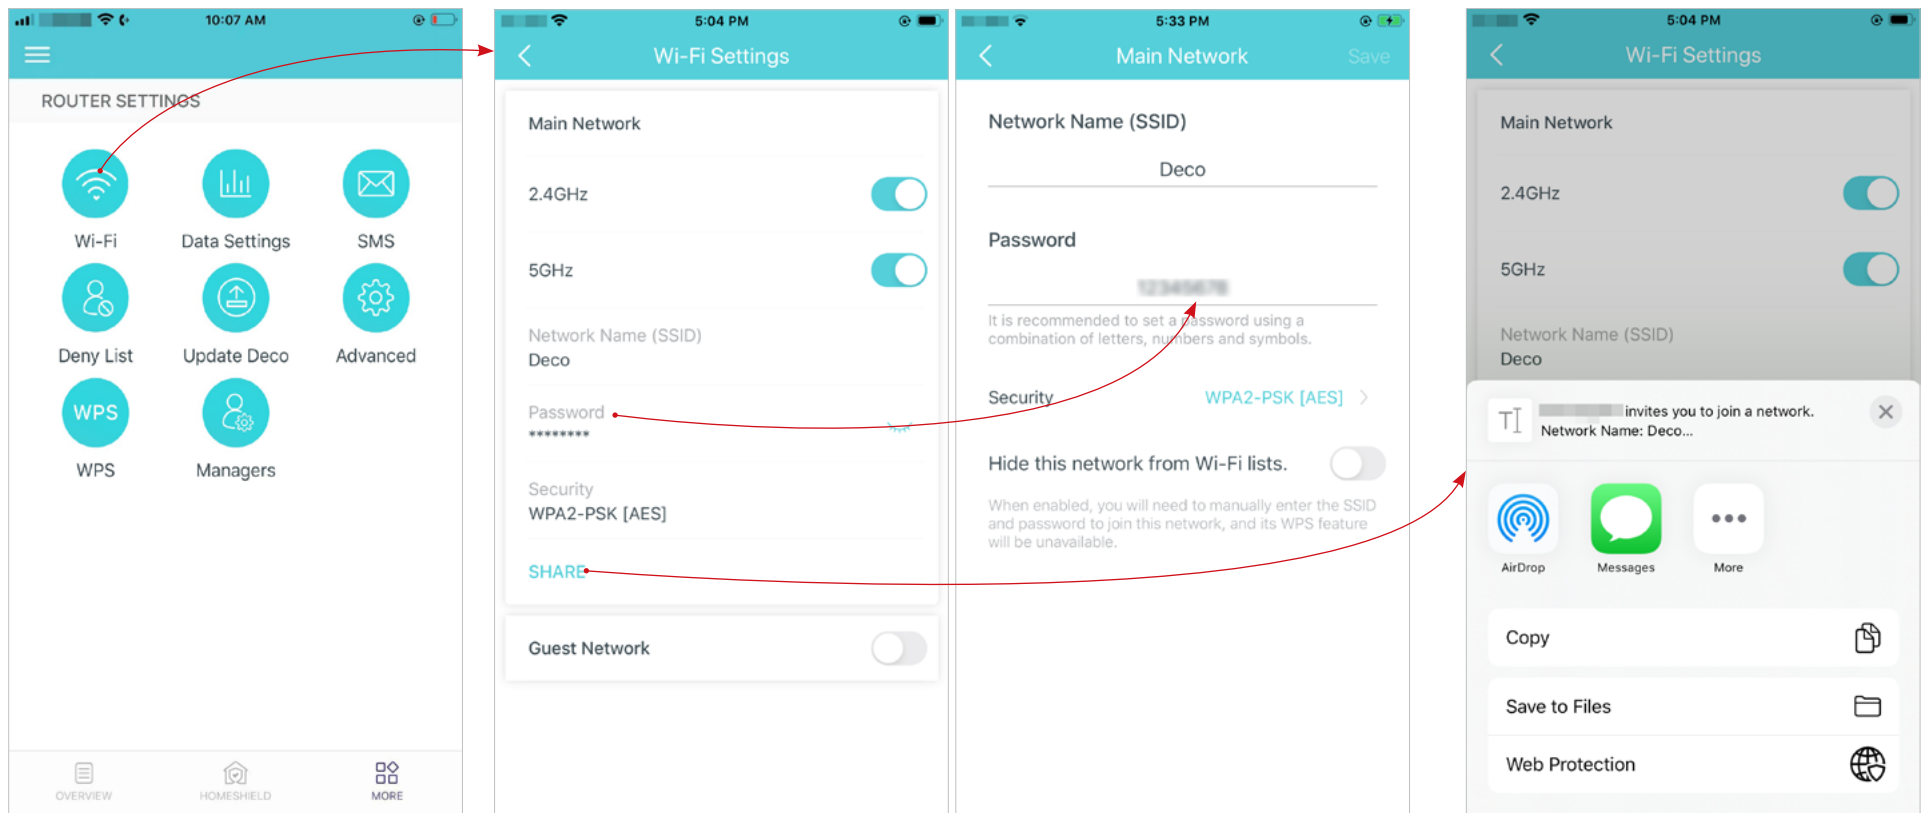 10:07 AM
ROUTER SETTINGS
Wi-Fi
Data Settings
SMS
Deny List
Update Deco
Advanced
WPS
WPS
Managers
OVERVIEW
HOMESHIELD
MORE
5:04 PM
Wi-Fi Settings
Main Network
2.4GHz
5GHz
Network Name (SSID)
Deco
Password
********
Security
WPA2-PSK [AES]
SHARE
Guest Network
5:33 PM
Main Network
Save
Network Name (SSID)
Deco
Password
12345678
It is recommended to set a password using a
combination of letters, numbers and symbols.
Security
WPA2-PSK [AES]
Hide this network from Wi-Fi lists.
When enabled, you will need to manually enter the SSID
and password to join this network, and its WPS feature
will be unavailable.
5:04 PM
Wi-Fi Settings
Main Network
2.4GHz
5GHz
Network Name (SSID)
Deco
invites you to join a network.
Network Name: Deco...
AirDrop
Messages
More
Copy
Save to Files
Web Protection